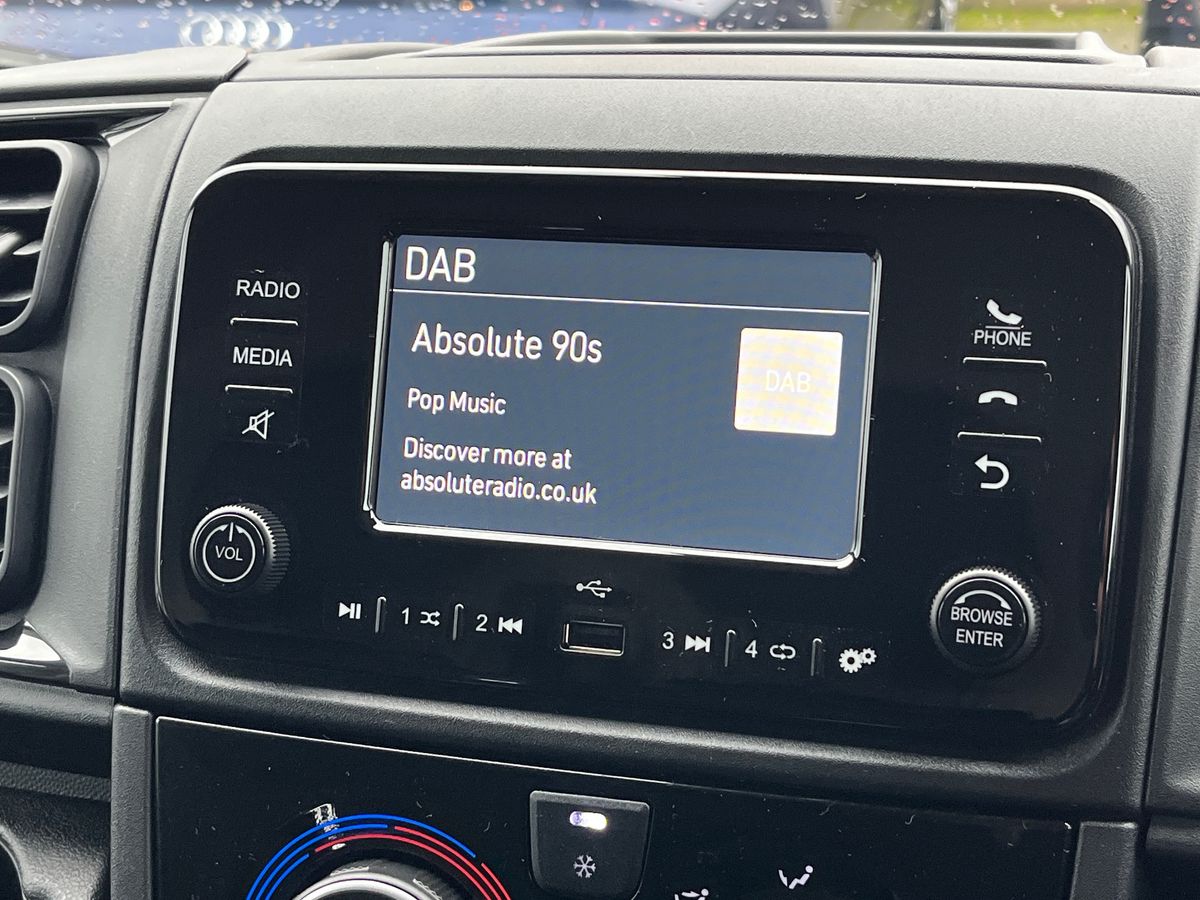 DAB
Absolute 90s
Pop Music
DAB
Discover more at
absoluteradio.co.uk
RADIO
MEDIA
VOL
PHONE
1
2
3
4
BROWSE
ENTER